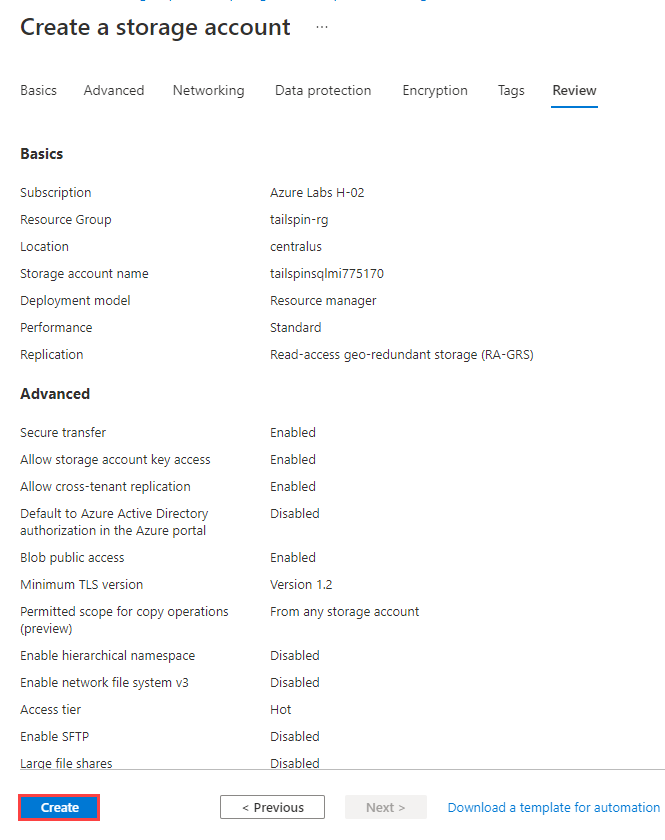 Create a storage account ...
Basics Advanced Networking Data protection Encryption Tags Review
Basics
Subscription Azure Labs H-02
Resource Group tailspin-rg
Location centralus
Storage account name tailspinsqlmi775170
Deployment model Resource manager
Performance Standard
Replication Read-access geo-redundant storage (RA-GRS)
Advanced
Secure transfer Enabled
Allow storage account key access Enabled
Allow cross-tenant replication Enabled
Default to Azure Active Directory Disabled
authorization in the Azure portal
Blob public access Enabled
Minimum TLS version Version 1.2
Permitted scope for copy operations From any storage account
(preview)
Enable hierarchical namespace Disabled
Enable network file system v3 Disabled
Access tier Hot
Enable SFTP Disabled
Large file shares Disabled
Create < Previous Next > Download a template for automation